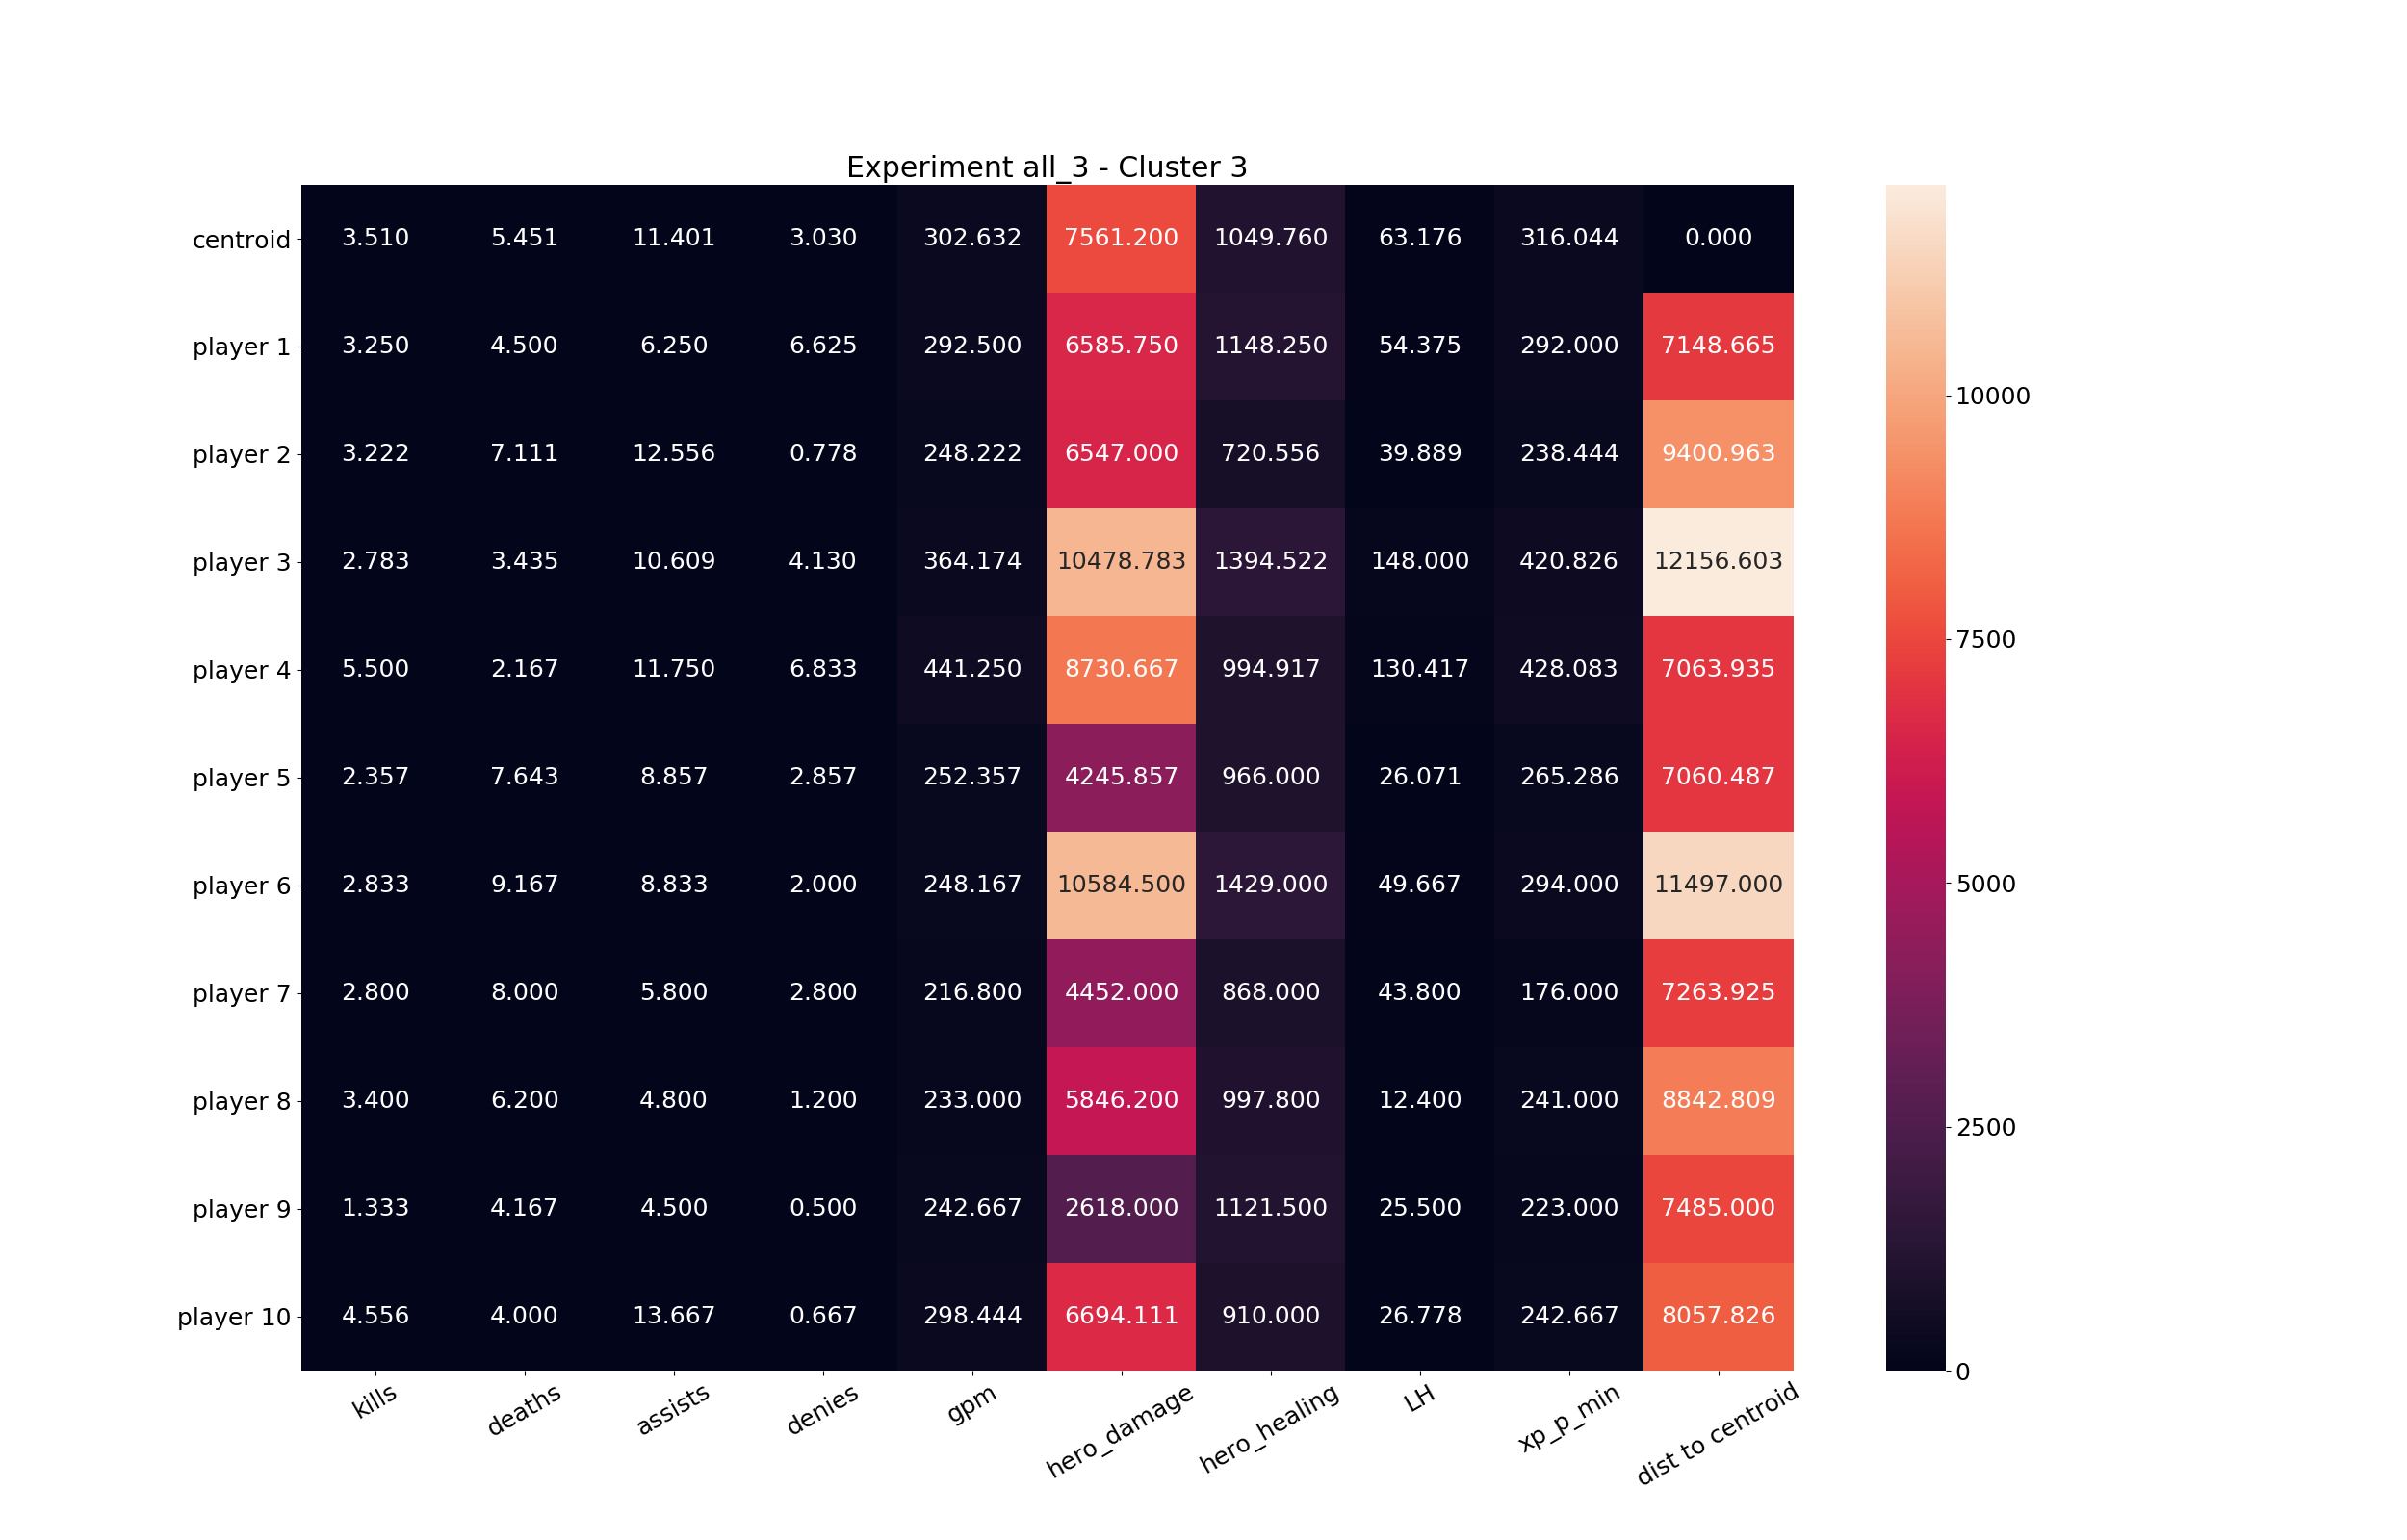 Experiment all_3 - Cluster 3
centroid 3.510 5.451 11.401 3.030 302.632 7561.200 1049.760 63.176 316.044 0.000
player 1 3.250 4.500 6.250 6.625 292.500 6585.750 1148.250 54.375 292.000 7148.665
player 2 3.222 7.111 12.556 0.778 248.222 6547.000 720.556 39.889 238.444 9400.963
player 3 2.783 3.435 10.609 4.130 364.174 10478.783 1394.522 148.000 420.826 12156.603
player 4 5.500 2.167 11.750 6.833 441.250 8730.667 994.917 130.417 428.083 7063.935
player 5 2.357 7.643 8.857 2.857 252.357 4245.857 966.000 26.071 265.286 7060.487
player 6 2.833 9.167 8.833 2.000 248.167 10584.500 1429.000 49.667 294.000 11497.000
player 7 2.800 8.000 5.800 2.800 216.800 4452.000 868.000 43.800 176.000 7263.925
player 8 3.400 6.200 4.800 1.200 233.000 5846.200 997.800 12.400 241.000 8842.809
player 9 1.333 4.167 4.500 0.500 242.667 2618.000 1121.500 25.500 223.000 7485.000
player 10 4.556 4.000 13.667 0.667 298.444 6694.111 910.000 26.778 242.667 8057.826
kills deaths assists denies gpm hero_damage hero_healing LH xp_p_min dist to centroid
10000
7500
5000
2500
0